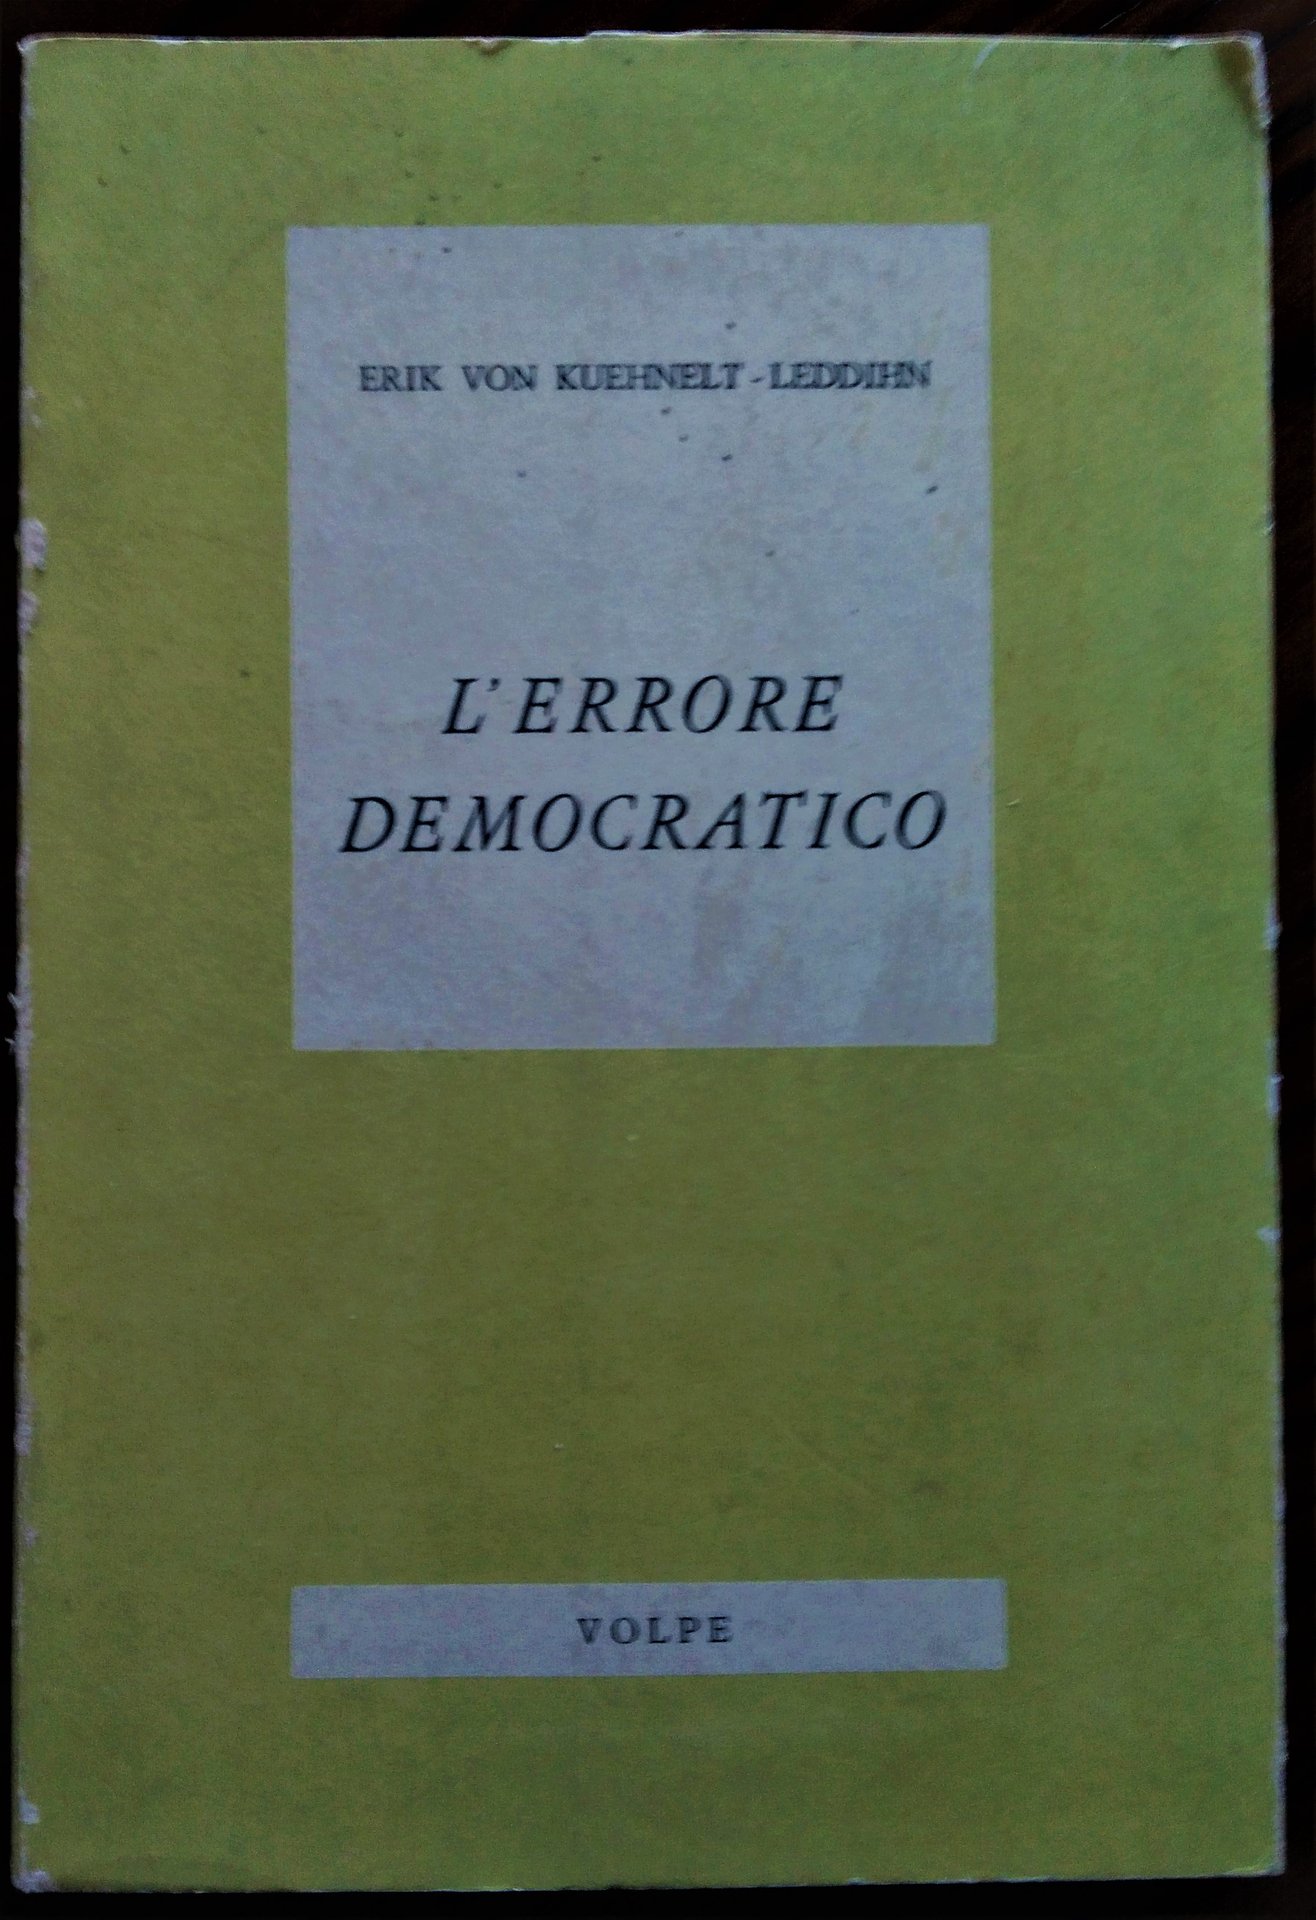 ERIK VON KUEHNELT-LEDDIHN
L'ERRORE
DEMOCRATICO
VOLPE